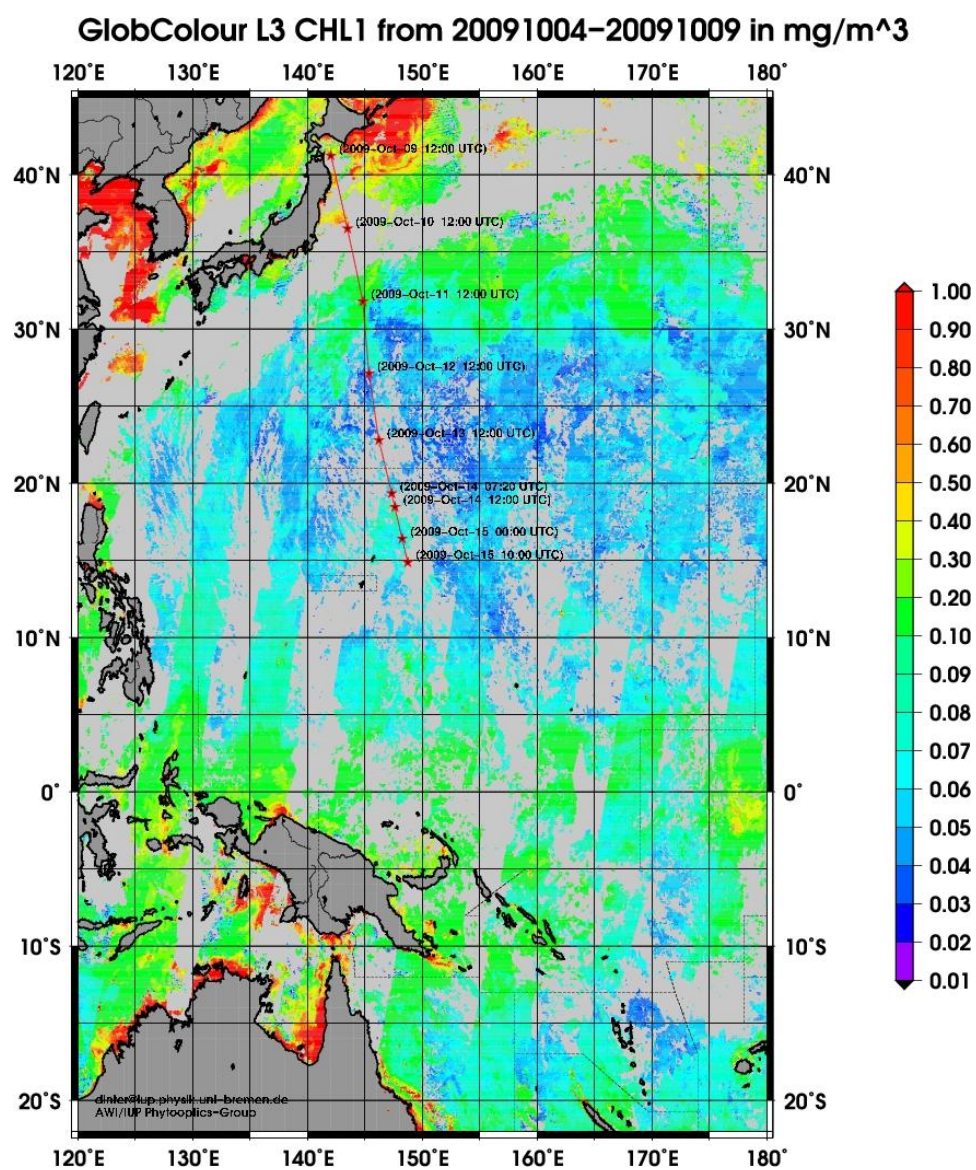 GlobColour L3 CHL1 from 20091004-20091009 in mg/m^3
120˚E 130˚E 140˚E 150˚E 160˚E 170˚E 180˚
(2009-Oct-09 12:00 UTC)
40˚N 40˚N
(2009-Oct-10 12:00 UTC)
(2009-Oct-11 12:00 UTC)
30˚N 30˚N
(2009-Oct-12 12:00 UTC)
(2009-Oct-13 12:00 UTC)
20˚N 20˚N
(2009-Oct-14 07:20 UTC)
(2009-Oct-14 12:00 UTC)
(2009-Oct-15 00:00 UTC)
(2009-Oct-15 10:00 UTC)
10˚N 10˚N
0˚ 0˚
10˚S 10˚S
20˚S 20˚S
dinter@iup.physik.uni-bremen.de
AWI/IUP Phytooptics-Group
120˚E 130˚E 140˚E 150˚E 160˚E 170˚E 180˚
1.00
0.90
0.80
0.70
0.60
0.50
0.40
0.30
0.20
0.10
0.09
0.08
0.07
0.06
0.05
0.04
0.03
0.02
0.01